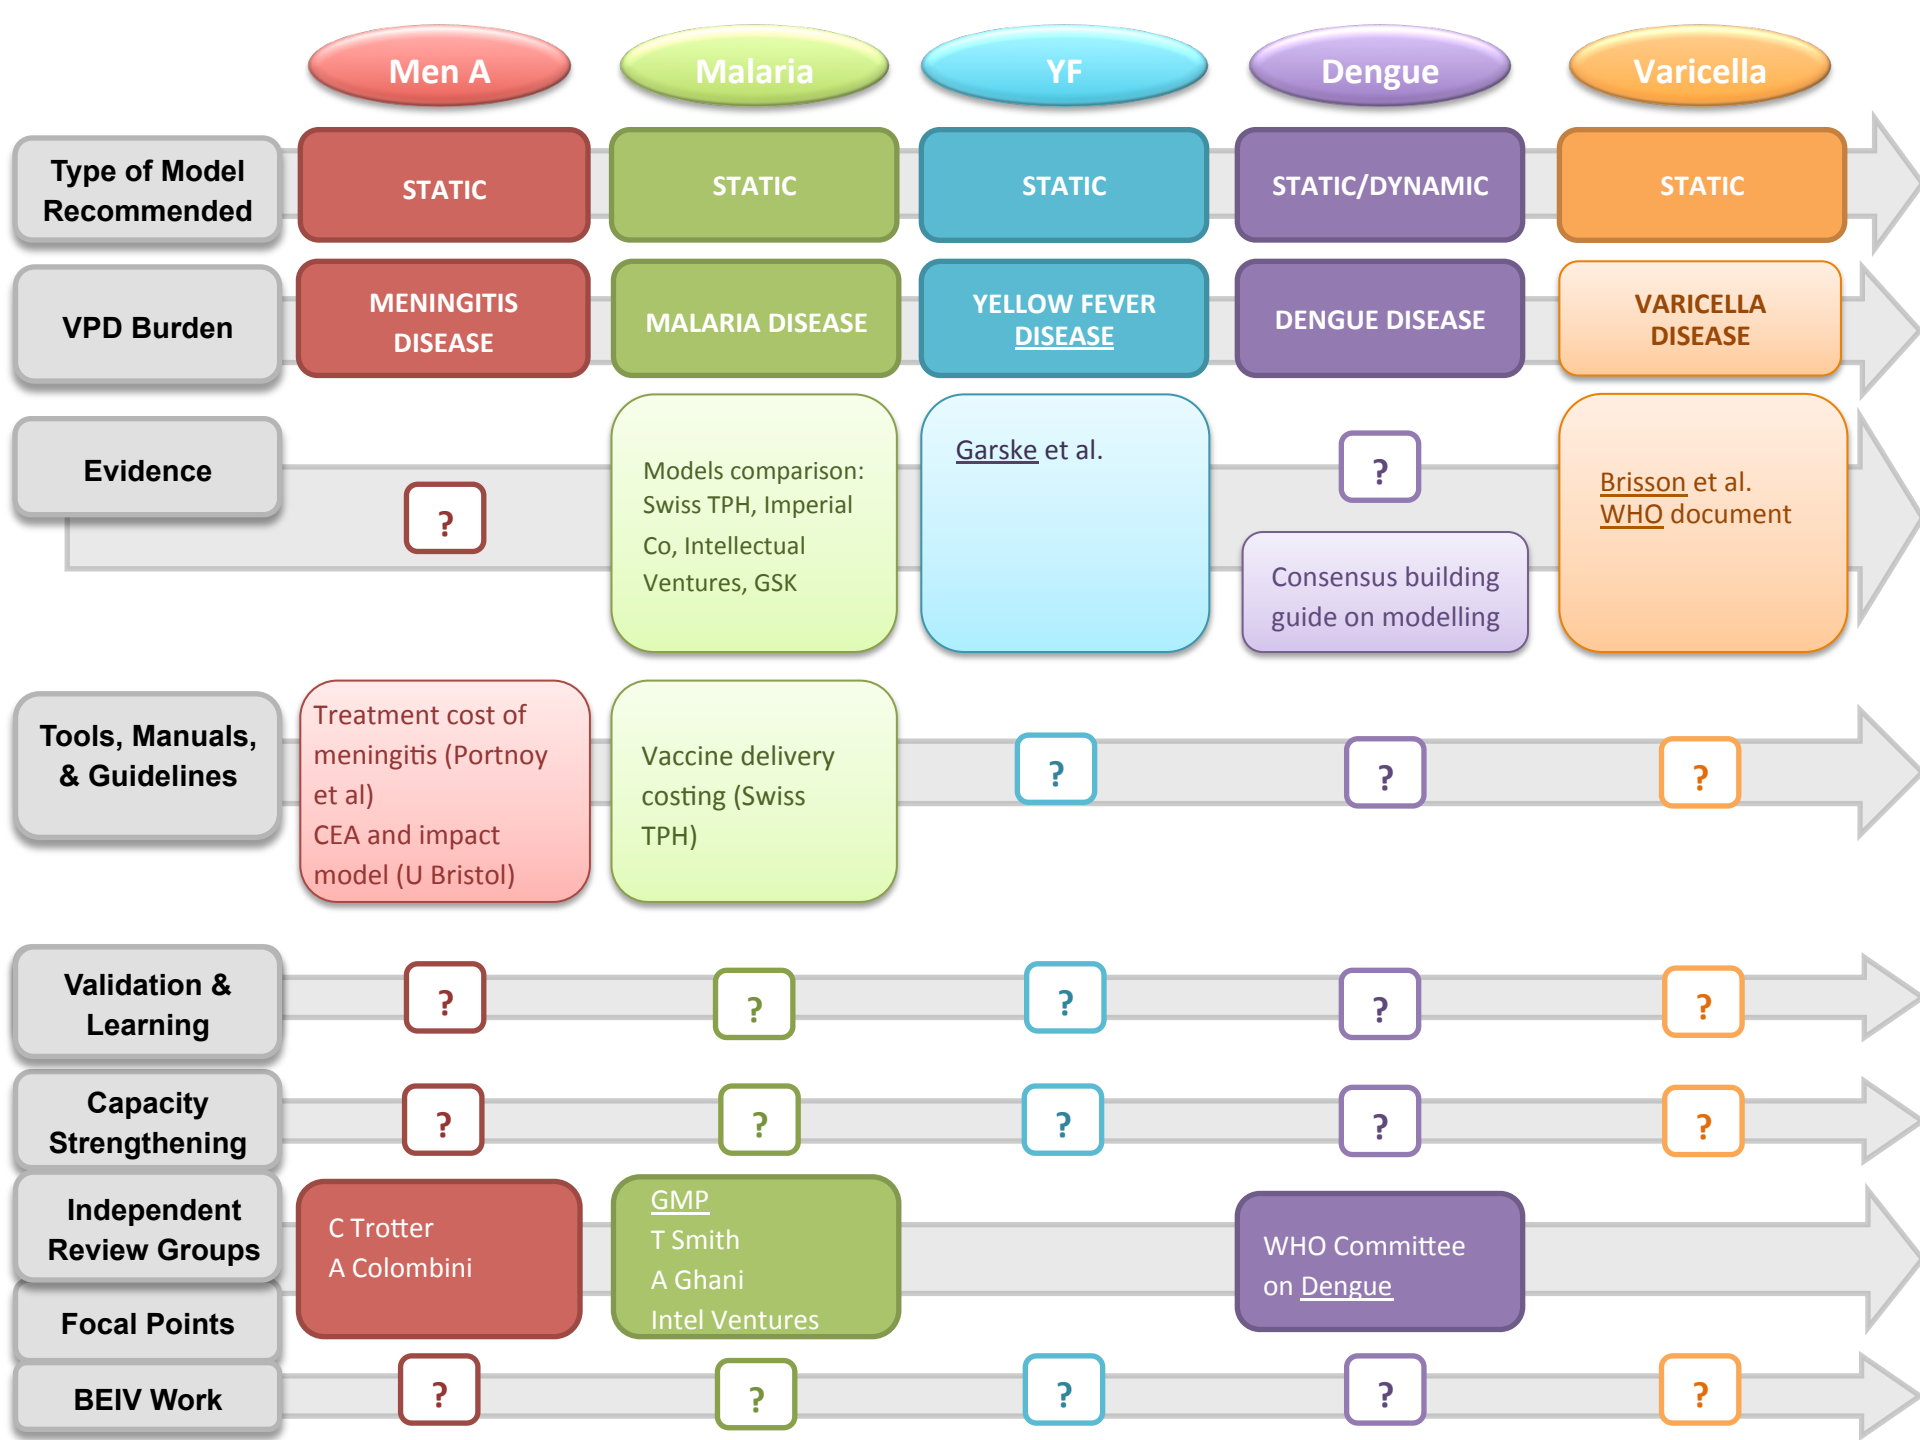 Men A
Malaria
YF
Dengue
Varicella
Type of Model
Recommended
STATIC
STATIC
STATIC
STATIC/DYNAMIC
STATIC
VPD Burden
MENINGITIS
DISEASE
MALARIA DISEASE
YELLOW FEVER
DISEASE
DENGUE DISEASE
VARICELLA
DISEASE
Evidence
?
Models comparison:
Swiss TPH, Imperial
Co, Intellectual
Ventures, GSK
Garske et al.
?
Consensus building
guide on modelling
Brisson et al.
WHO document
Tools, Manuals,
& Guidelines
Treatment cost of
meningitis (Portnoy
et al)
CEA and impact
model (U Bristol)
Vaccine delivery
costing (Swiss
TPH)
?
?
?
Validation &
Learning
?
?
?
?
?
Capacity
Strengthening
?
?
?
?
?
Independent
Review Groups
Focal Points
C Trotter
A Colombini
GMP
T Smith
A Ghani
Intel Ventures
WHO Committee
on Dengue
BEIV Work
?
?
?
?
?